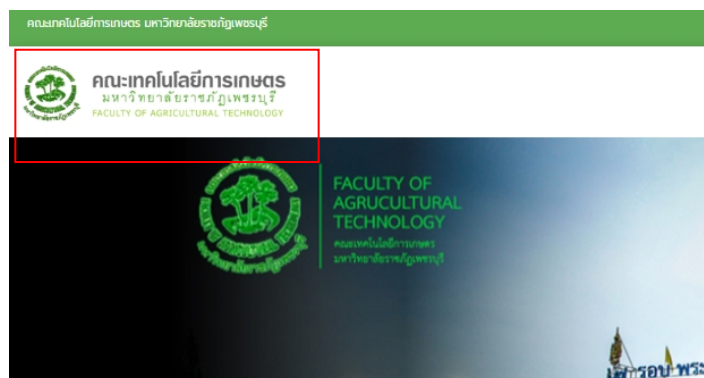 คณะเทคโนโลยีการเกษตร มหาวิทยาลัยราชภัฏเพชรบุรี
คณะเทคโนโลยีการเกษตร
มหาวิทยาลัยราชภัฏเพชรบุรี
FACULTY OF AGRICULTURAL TECHNOLOGY
FACULTY OF
AGRUCULTURAL
TECHNOLOGY
คณะเทคโนโลยีการเกษตร
มหาวิทยาลัยราชภัฏเพชรบุรี